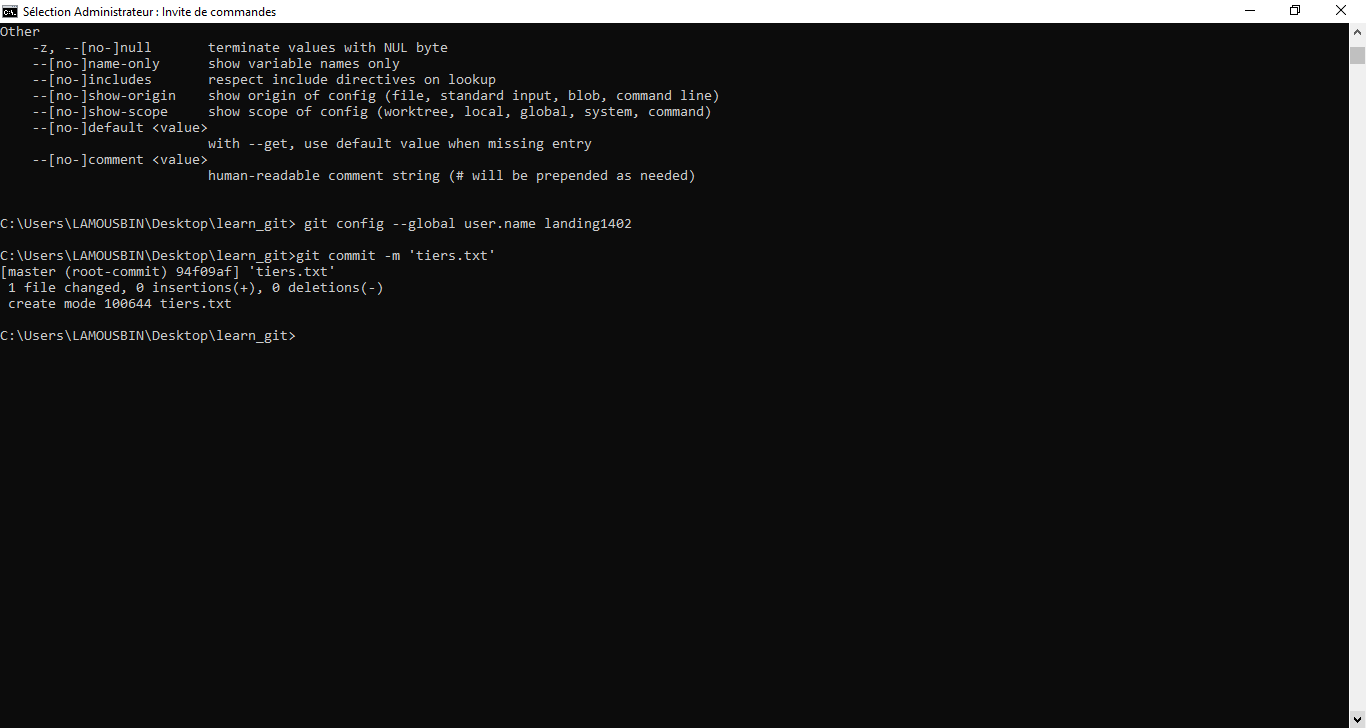 Sélection Administrateur : Invite de commandes
Other
    -z, --[no-]null       terminate values with NUL byte
    --[no-]name-only      show variable names only
    --[no-]includes       respect include directives on lookup
    --[no-]show-origin    show origin of config (file, standard input, blob, command line)
    --[no-]show-scope     show scope of config (worktree, local, global, system, command)
    --[no-]default <value>
                          with --get, use default value when missing entry
    --[no-]comment <value>
                          human-readable comment string (# will be prepended as needed)
C:\Users\LAMOUSBIN\Desktop\learn_git> git config --global user.name landing1402
C:\Users\LAMOUSBIN\Desktop\learn_git>git commit -m 'tiers.txt'
[master (root-commit) 94f09af] 'tiers.txt'
 1 file changed, 0 insertions(+), 0 deletions(-)
 create mode 100644 tiers.txt
C:\Users\LAMOUSBIN\Desktop\learn_git>